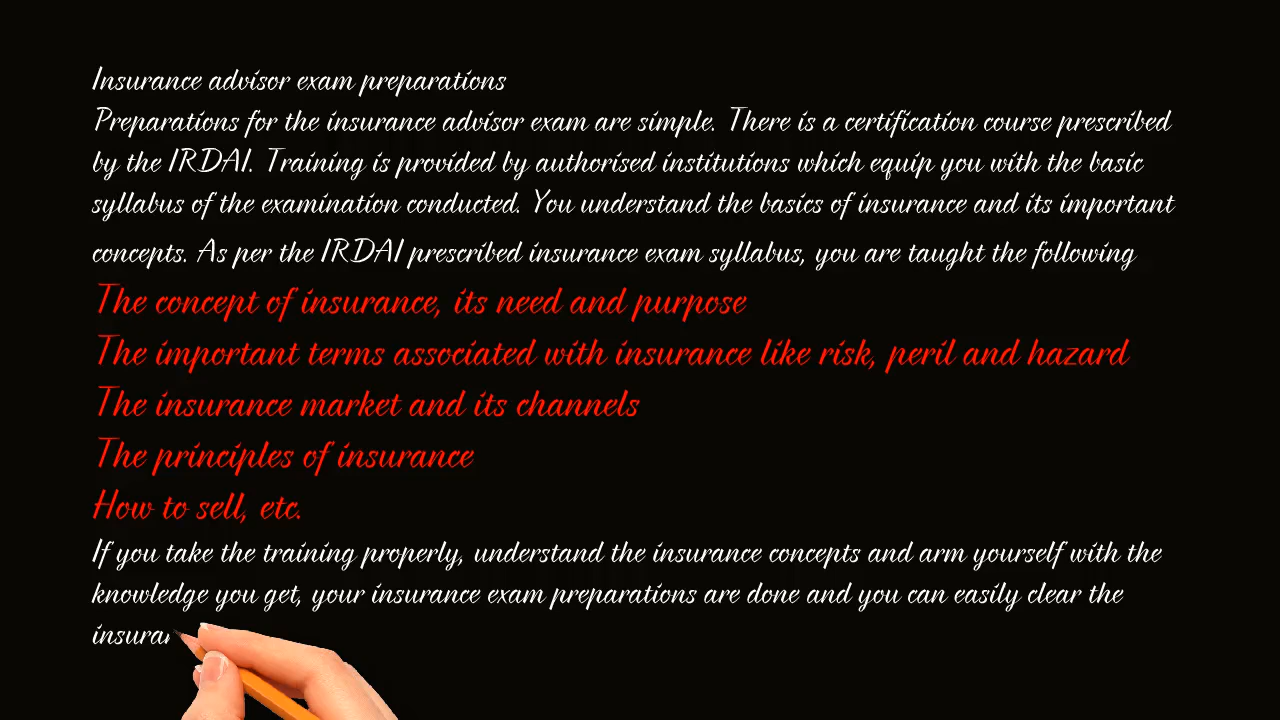 Insurance advisor exam preparations
Preparations for the insurance advisor exam are simple. There is a certification course prescribed
by the IRDAI. Training is provided by authorised institutions which equip you with the basic
syllabus of the examination conducted. You understand the basics of insurance and its important
concepts. As per the IRDAI prescribed insurance exam syllabus, you are taught the following
The concept of insurance, its need and purpose
The important terms associated with insurance like risk, peril and hazard
The insurance market and its channels
The principles of insurance
How to sell, etc.
If you take the training properly, understand the insurance concepts and arm yourself with the
knowledge you get, your insurance exam preparations are done and you can easily clear the